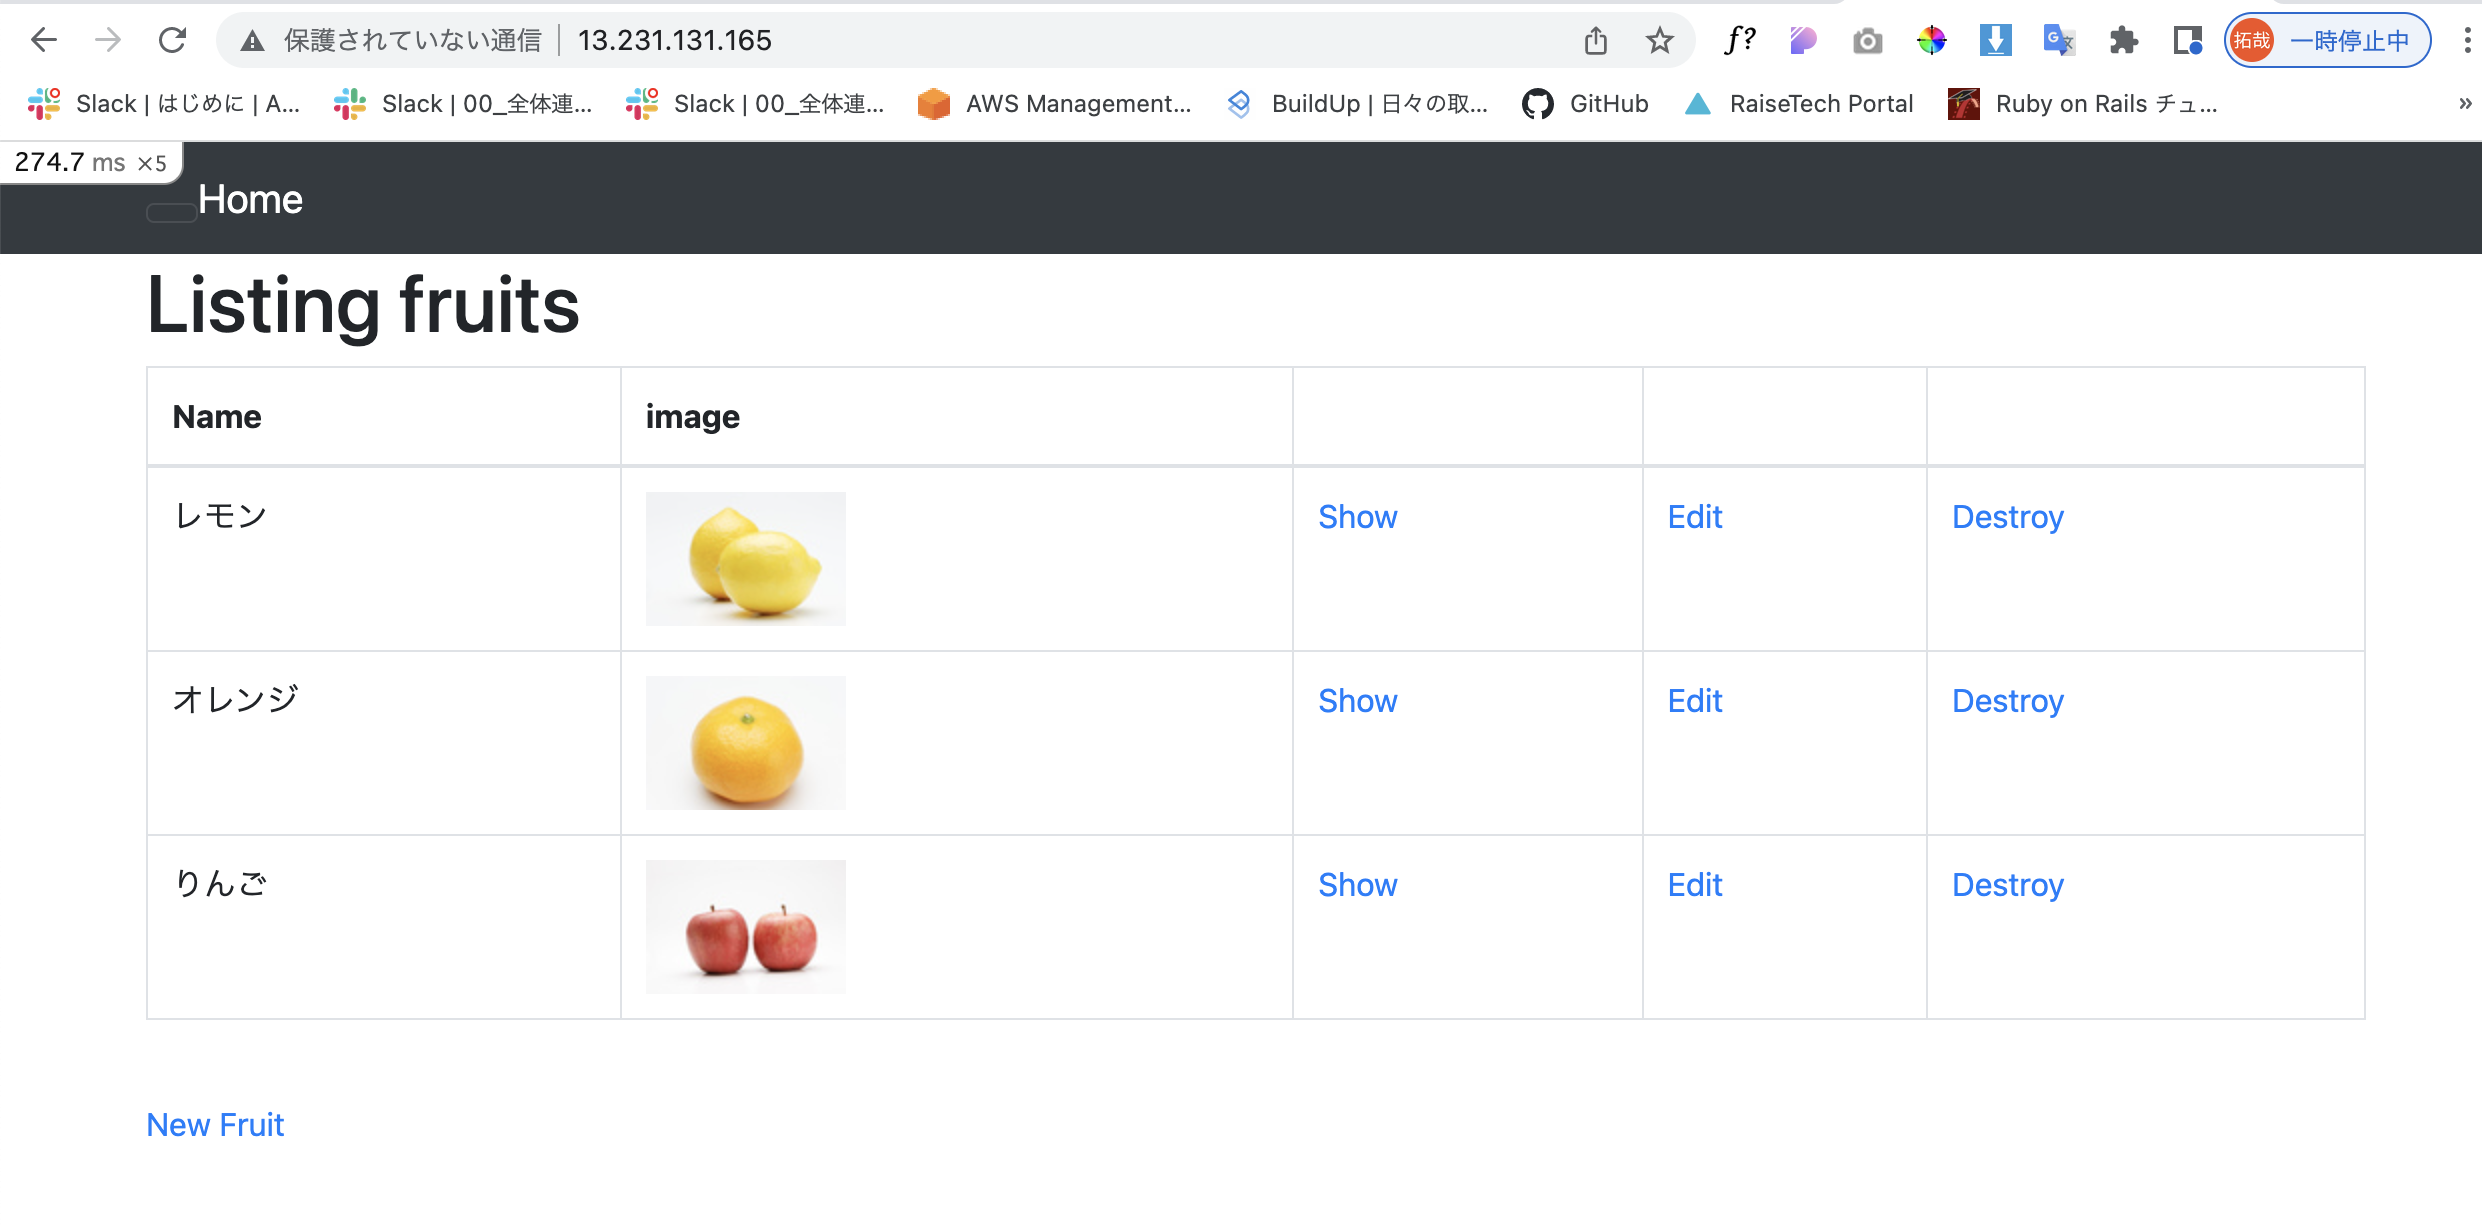 保護されていない通信 13.231.131.165 f? 拓哉 一時停止中
Slack | はじめに | A... Slack | 00_全体連... Slack | 00_全体連... AWS Management... BuildUp | 日々の取... GitHub RaiseTech Portal Ruby on Rails チュ... »
274.7 ms ×5
Home
Listing fruits
Name image
レモン Show Edit Destroy
オレンジ Show Edit Destroy
りんご Show Edit Destroy
New Fruit